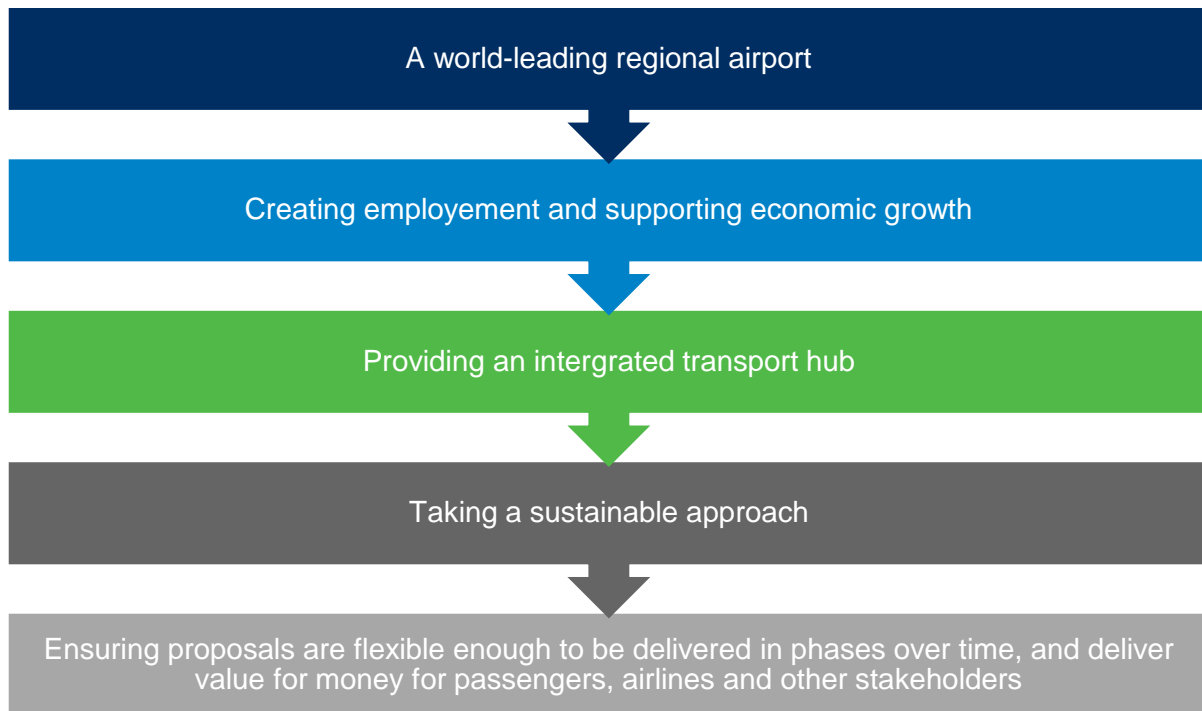 A world-leading regional airport
Creating employement and supporting economic growth
Providing an intergrated transport hub
Taking a sustainable approach
Ensuring proposals are flexible enough to be delivered in phases over time, and deliver
value for money for passengers, airlines and other stakeholders